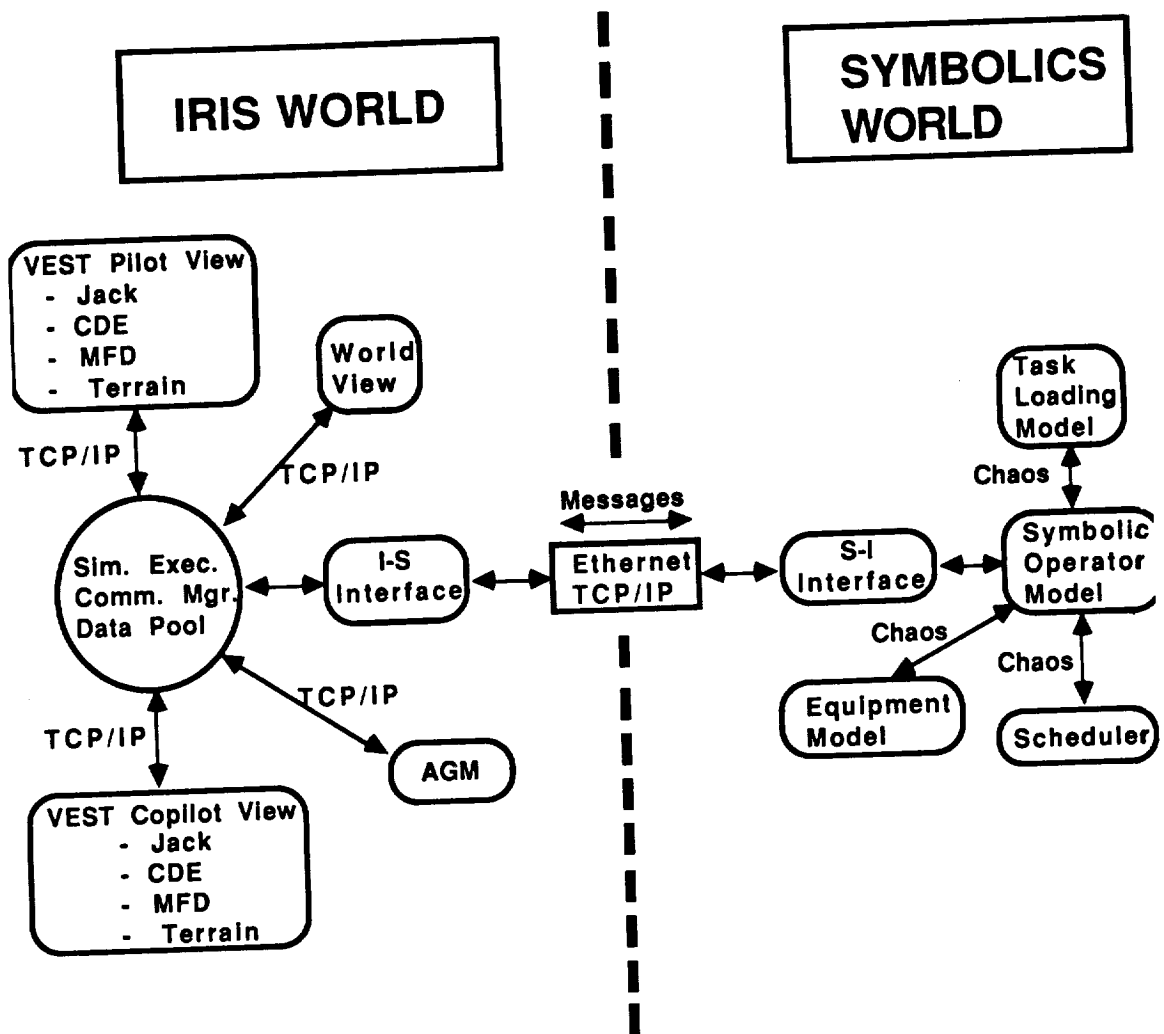 IRIS WORLD
SYMBOLICS
WORLD
VEST Pilot View
- Jack
- CDE
- MFD
- Terrain
World
View
Task
Loading
Model
TCP/IP
TCP/IP
Chaos
Messages
Sim. Exec.
Comm. Mgr.
Data Pool
I-S
Interface
Ethernet
TCP/IP
S-I
Interface
Symbolic
Operator
Model
Chaos
Chaos
TCP/IP
TCP/IP
Equipment
Model
Scheduler
AGM
VEST Copilot View
- Jack
- CDE
- MFD
- Terrain